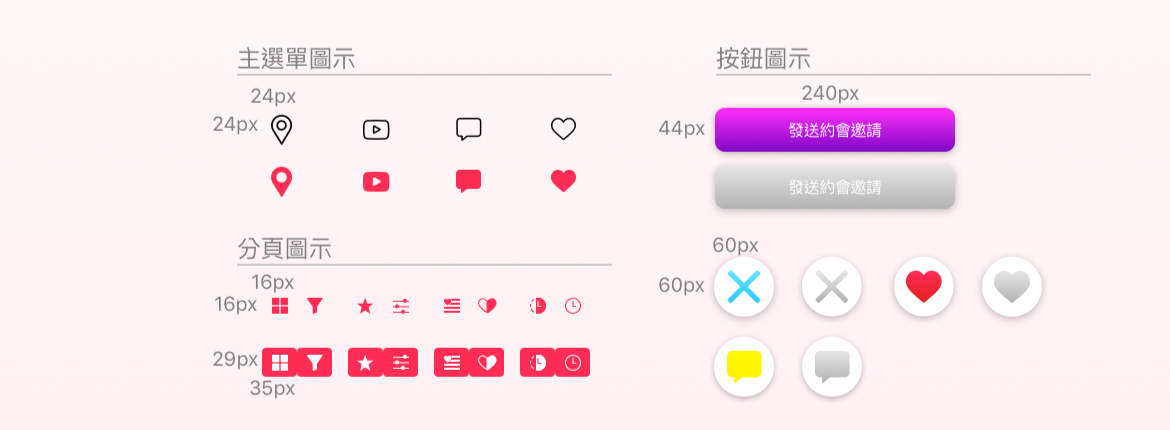 主選單圖示
24px
24px
分頁圖示
16px
16px
29px
35px
按鈕圖示
240px
44px
發送約會邀請
發送約會邀請
60px
60px